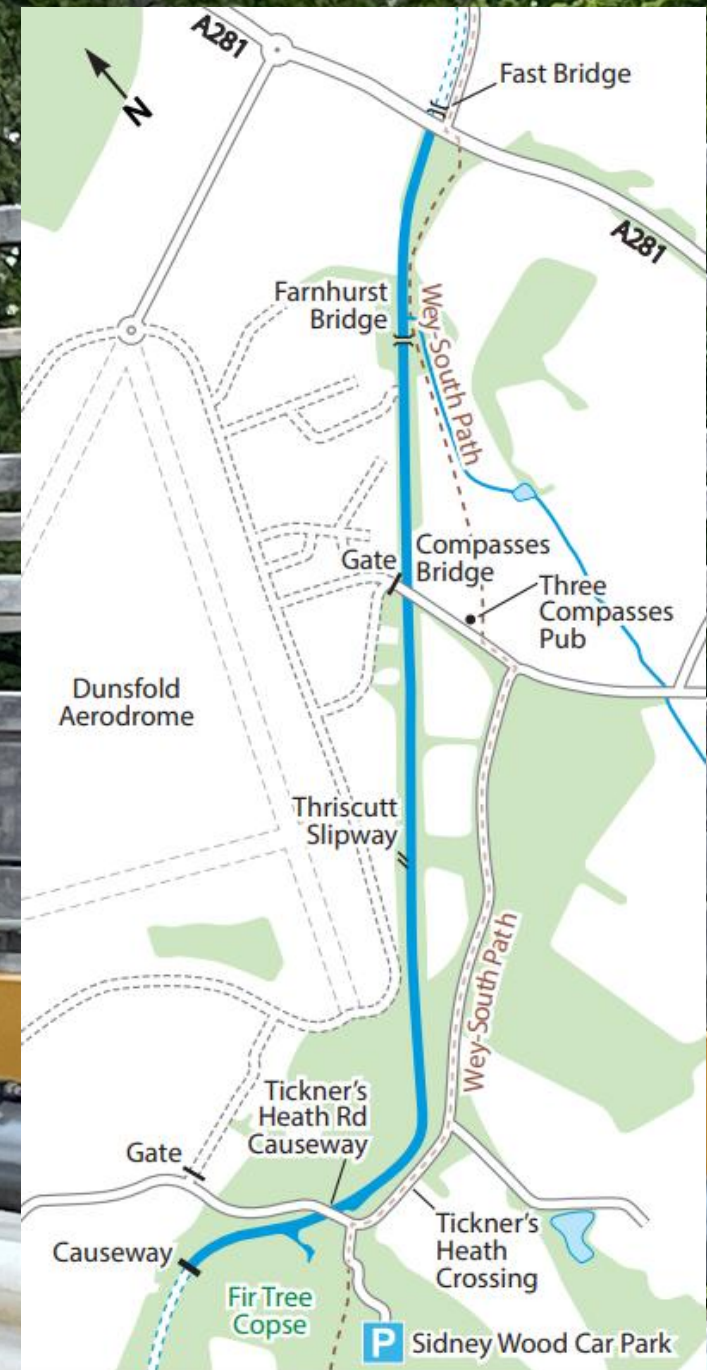 A281
N
Fast Bridge
A281
Farnhurst
Bridge
Wey-South Path
Gate
Compasses
Bridge
Three
Compasses
Pub
Dunsfold
Aerodrome
Thriscutt
Slipway
Wey-South Path
Tickner's
Heath Rd
Causeway
Gate
Tickner's
Heath
Crossing
Causeway
Fir Tree
Copse
P Sidney Wood Car Park